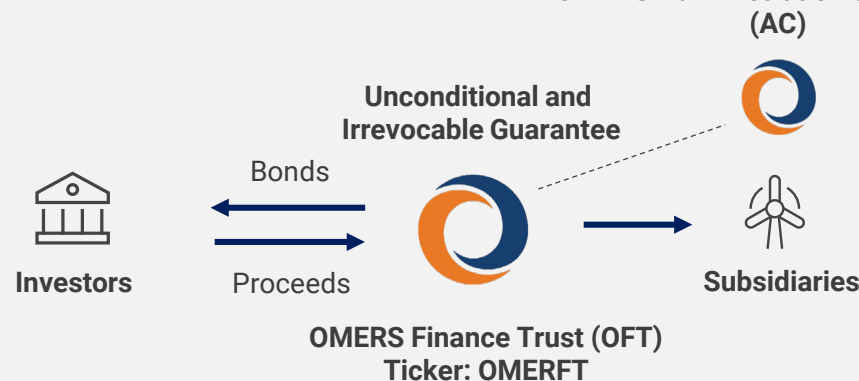 (AC)
Unconditional and
Irrevocable Guarantee
Bonds
Investors
Proceeds
Subsidiaries
OMERS Finance Trust (OFT)
Ticker: OMERFT